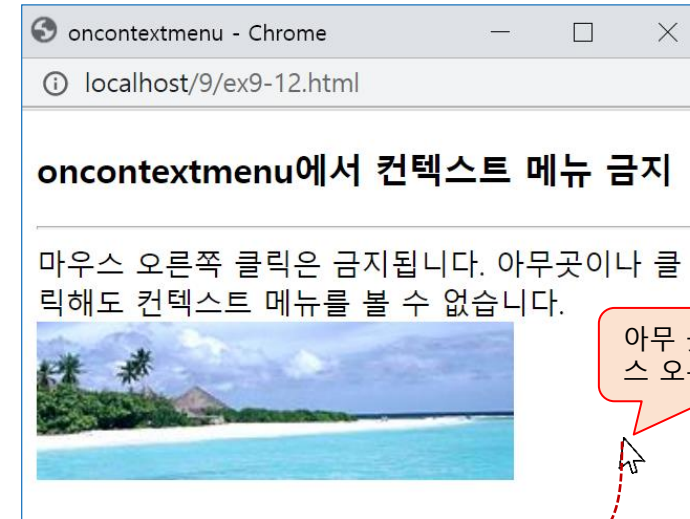 oncontextmenu - Chrome
localhost/9/ex9-12.html
oncontextmenu에서 컨텍스트 메뉴 금지
마우스 오른쪽 클릭은 금지됩니다. 아무곳이나 클
릭해도 컨텍스트 메뉴를 볼 수 없습니다.
아무
스